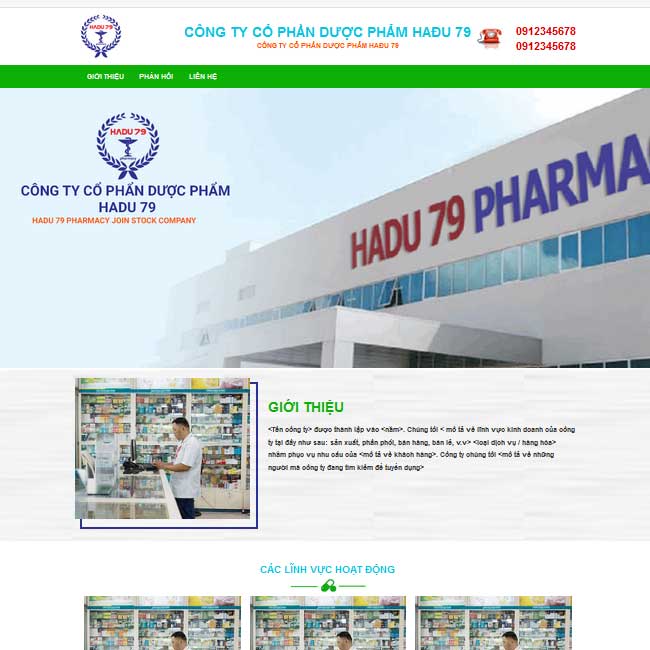 HADU 79
CÔNG TY CỔ PHẦN DƯỢC PHẨM HAĐU 79
CÔNG TY CỔ PHẦN DƯỢC PHẨM HAĐU 79
0912345678
0912345678
GIỚI THIỆU PHẢN HỒI LIÊN HỆ
HADU 79
CÔNG TY CỔ PHẦN DƯỢC PHẨM
HADU 79
HADU 79 PHARMACY JOIN STOCK COMPANY
HADU 79 PHARMA
GIỚI THIỆU
<Tên công ty> được thành lập vào <năm>. Chúng tôi < mô tả về lĩnh vực kinh doanh của công
ty tại đây như sau: sản xuất, phân phối, bán hàng, bán lẻ, v.v> <loại dịch vụ / hàng hóa>
nhằm phục vụ nhu cầu của <mô tả về khách hàng>. Công ty chúng tôi <mô tả về những
người mà công ty đang tìm kiếm để tuyển dụng>
CÁC LĨNH VỰC HOẠT ĐỘNG